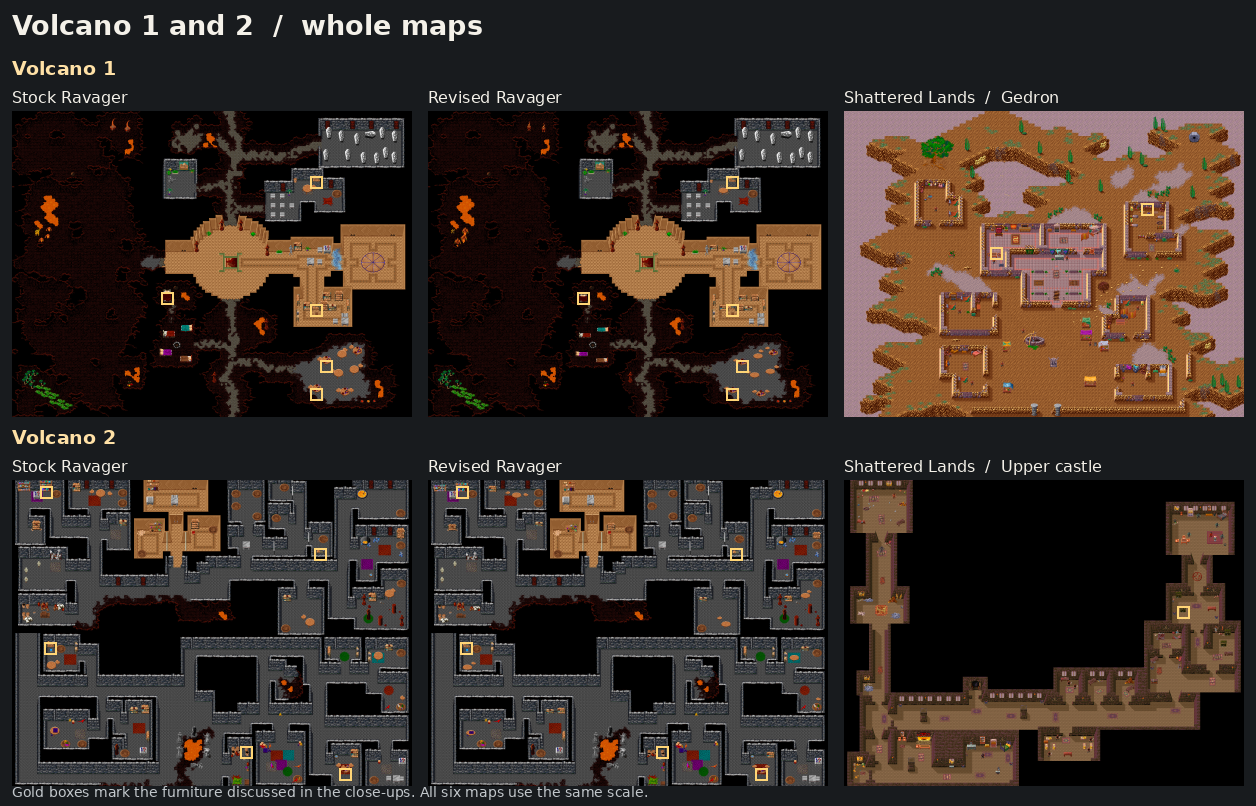 Volcano 1 and 2  /  whole maps
Volcano 1
Stock Ravager
Revised Ravager
Shattered Lands  /  Gedron
Volcano 2
Stock Ravager
Revised Ravager
Shattered Lands  /  Upper castle
Gold boxes mark the furniture discussed in the close-ups. All six maps use the same scale.